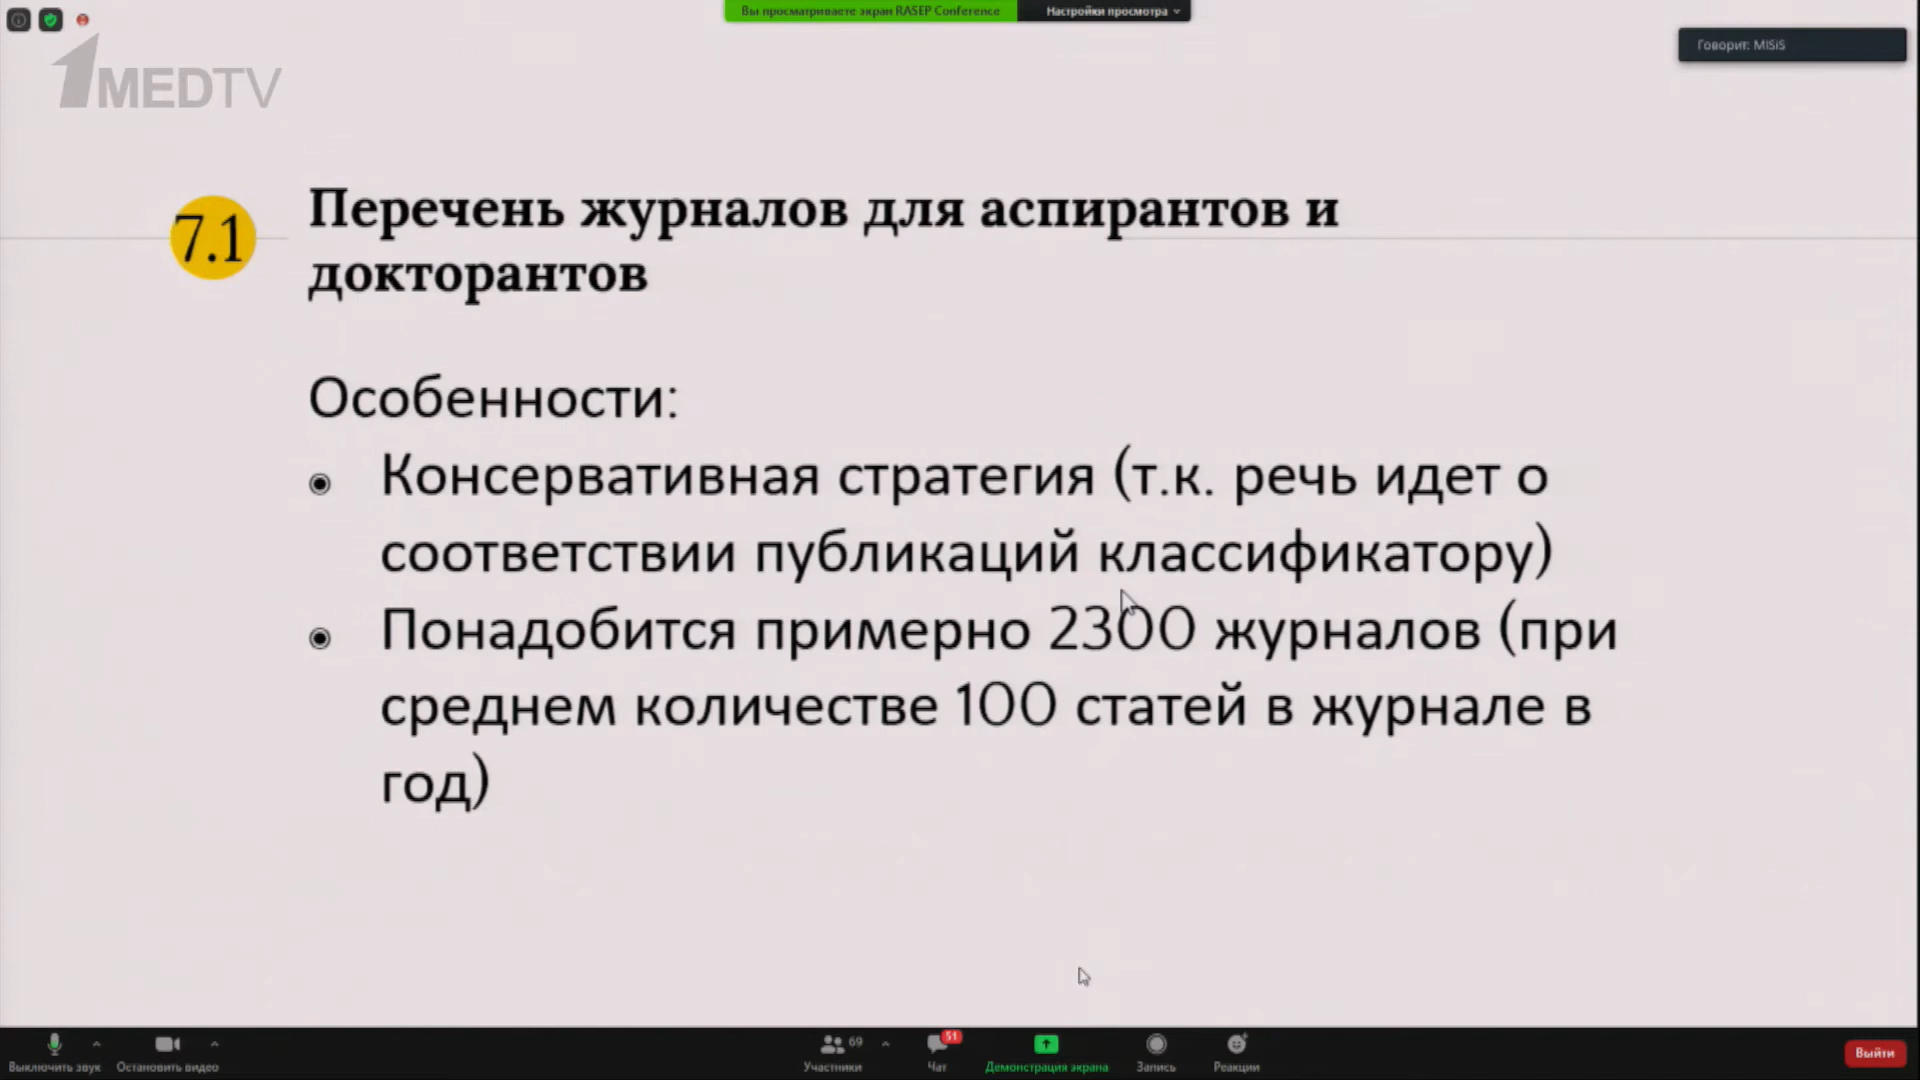 Вы просматриваете экран RASEP Conference
Настройки просмотра
Говорит: MISiS
1MEDTV
7.1
Перечень журналов для аспирантов и
докторантов
Особенности:
Консервативная стратегия (т.к. речь идет о
соответствии публикаций классификатору)
Понадобится примерно 2300 журналов (при
среднем количестве 100 статей в журнале в
год)
Выключить звук
Остановить видео
69
Участники
51
Чат
Демонстрация экрана
Запись
Реакции
Выйти